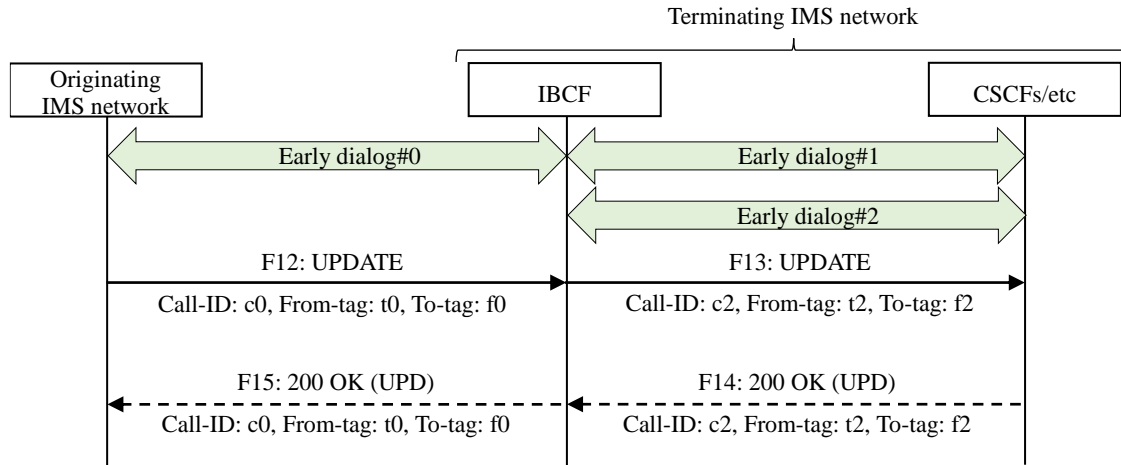 Terminating IMS network
Originating
IMS network
IBCF
CSCFs/etc
Early dialog#0
Early dialog#1
Early dialog#2
F12: UPDATE
F13: UPDATE
Call-ID: c0, From-tag: t0, To-tag: f0
Call-ID: c2, From-tag: t2, To-tag: f2
F15: 200 OK (UPD)
F14: 200 OK (UPD)
Call-ID: c0, From-tag: t0, To-tag: f0
Call-ID: c2, From-tag: t2, To-tag: f2